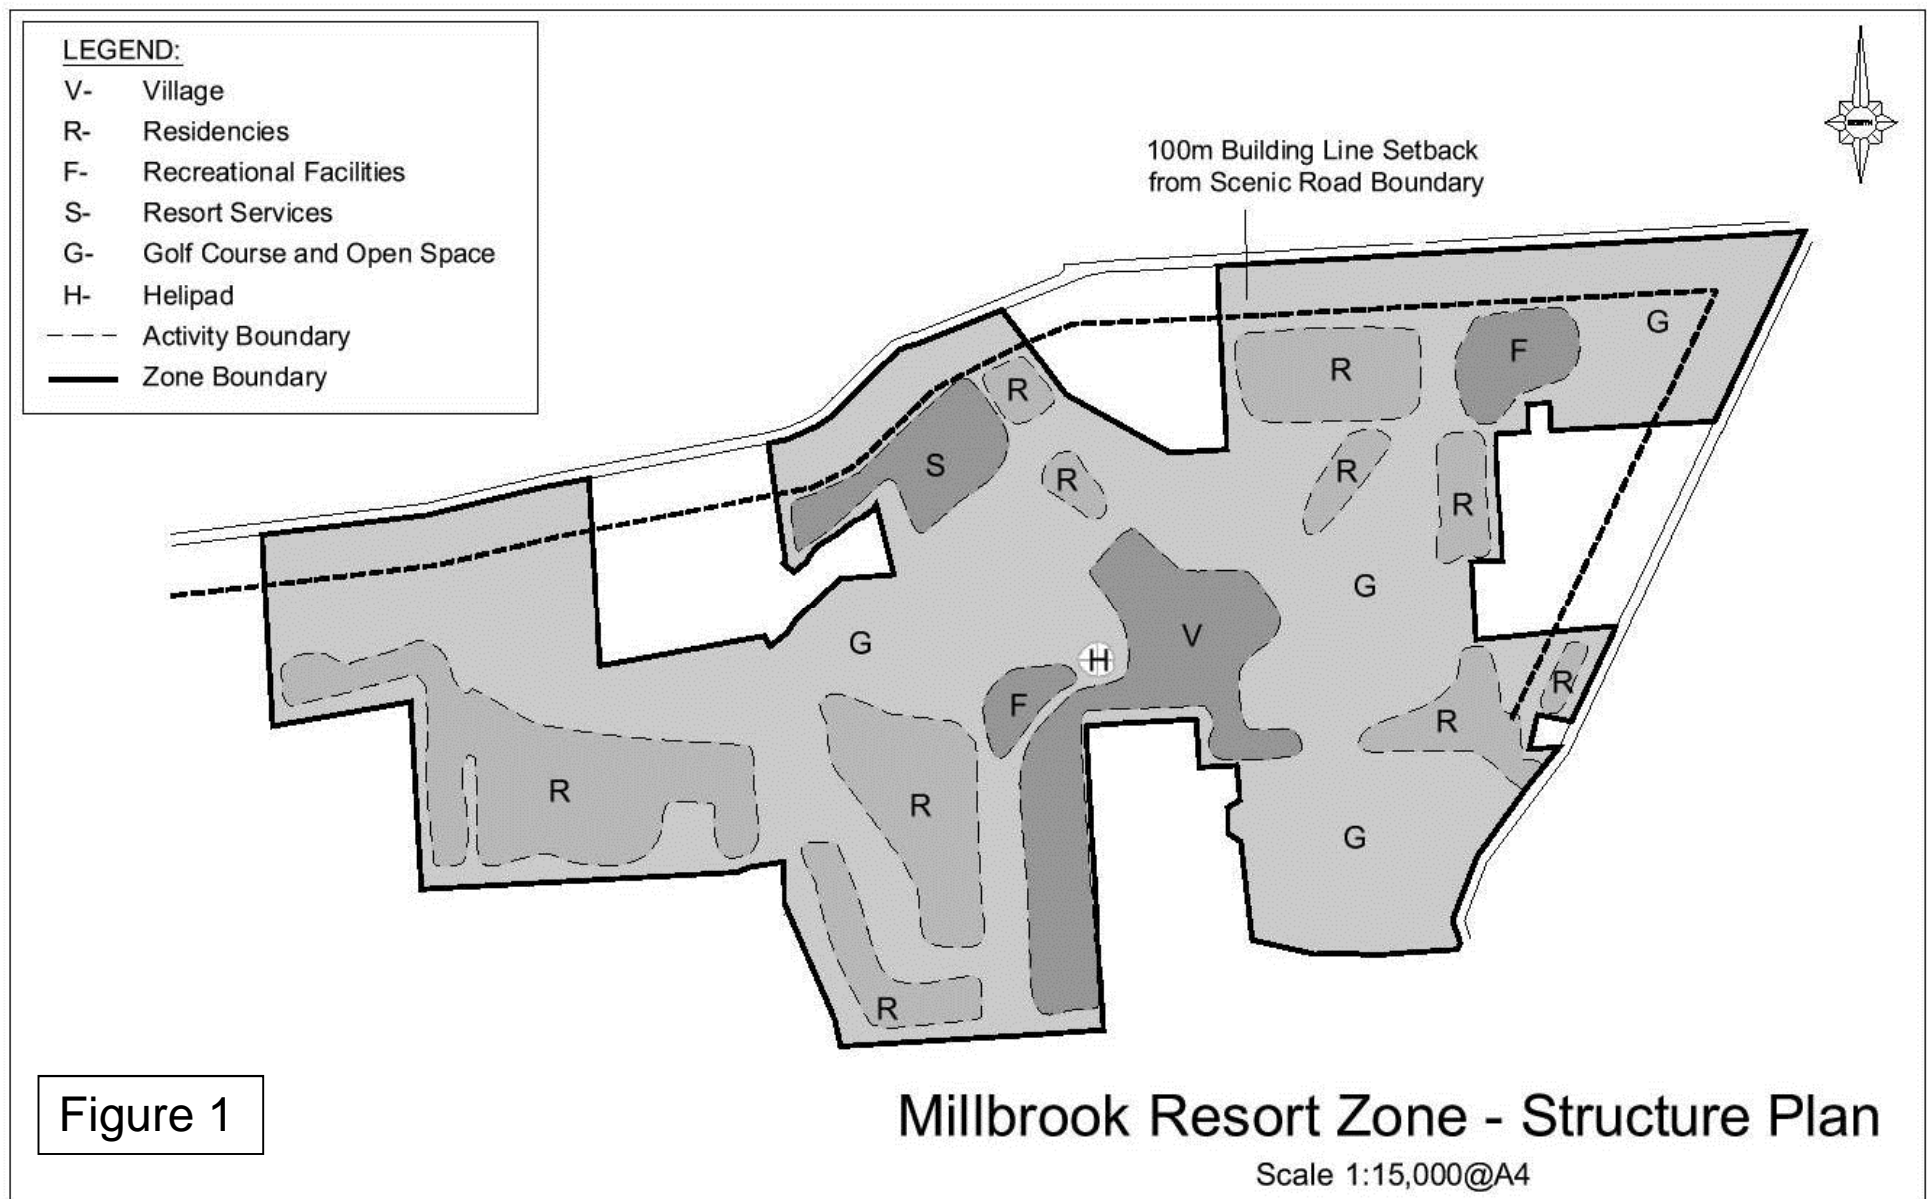 LEGEND:
V- Village
R- Residencies
F- Recreational Facilities
S- Resort Services
G- Golf Course and Open Space
H- Helipad
Activity Boundary
Zone Boundary
NORTH
100m Building Line Setback
from Scenic Road Boundary
G
R
F
R
S
R
R
R
G
V
G
H
R
F
R
R
R
G
R
Figure 1
Millbrook Resort Zone - Structure Plan
Scale 1:15,000@A4